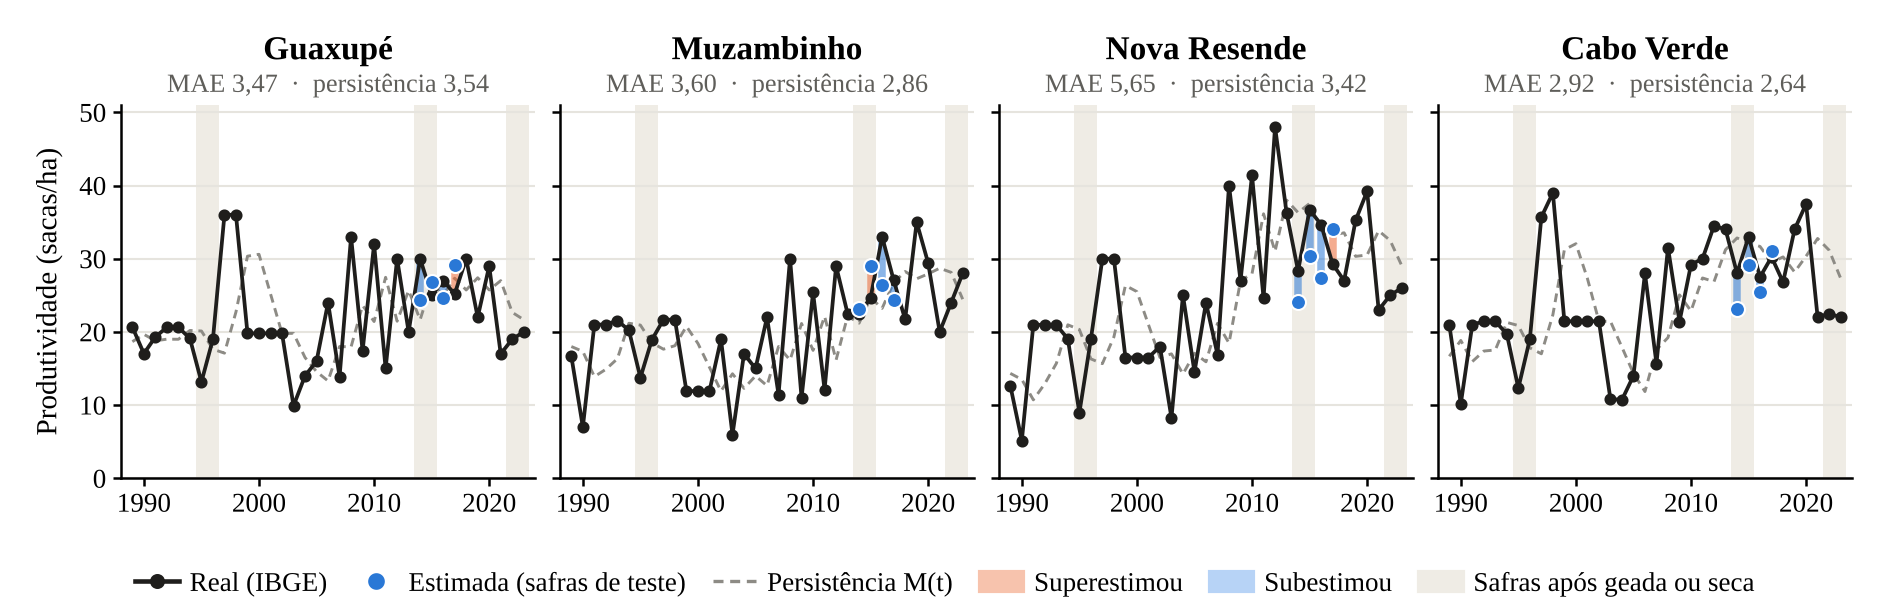 Guaxupé
MAE 3,47 · persistência 3,54
Muzambinho
MAE 3,60 · persistência 2,86
Nova Resende
MAE 5,65 · persistência 3,42
Cabo Verde
MAE 2,92 · persistência 2,64
Produtividade (sacas/ha)
50
40
30
20
10
0
1990 2000 2010 2020
1990 2000 2010 2020
1990 2000 2010 2020
1990 2000 2010 2020
Real (IBGE) Estimada (safras de teste) Persistência M(t) Superestimou Subestimou Safras após geada ou seca